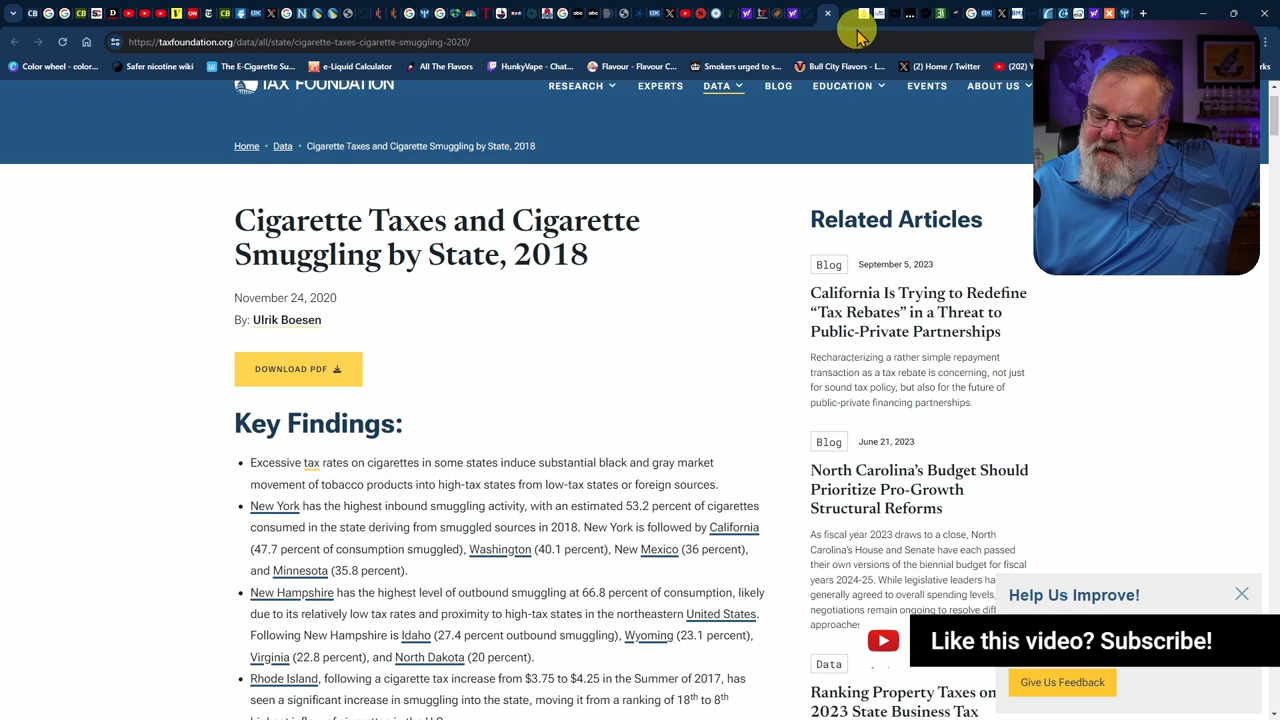 https://taxfoundation.org/data/all/state/cigarette-taxes-cigarette-smuggling-2020/
Color wheel - color...
Safer nicotine wiki
The E-Cigarette Su...
e-Liquid Calculator
All The Flavors
HunkyVape - Chat...
Flavour – Flavour C...
Smokers urged to s...
Bull City Flavors - L...
(2) Home / Twitter
TAX FOUNDATION
RESEARCH
EXPERTS
DATA
BLOG
EDUCATION
EVENTS
ABOUT US
Home • Data • Cigarette Taxes and Cigarette Smuggling by State, 2018
Cigarette Taxes and Cigarette
Smuggling by State, 2018
November 24, 2020
By: Ulrik Boesen
DOWNLOAD PDF
Key Findings:
• Excessive tax rates on cigarettes in some states induce substantial black and gray market
movement of tobacco products into high-tax states from low-tax states or foreign sources.
• New York has the highest inbound smuggling activity, with an estimated 53.2 percent of cigarettes
consumed in the state deriving from smuggled sources in 2018. New York is followed by California
(47.7 percent of consumption smuggled), Washington (40.1 percent), New Mexico (36 percent),
and Minnesota (35.8 percent).
• New Hampshire has the highest level of outbound smuggling at 66.8 percent of consumption, likely
due to its relatively low tax rates and proximity to high-tax states in the northeastern United States.
Following New Hampshire is Idaho (27.4 percent outbound smuggling), Wyoming (23.1 percent),
Virginia (22.8 percent), and North Dakota (20 percent).
• Rhode Island, following a cigarette tax increase from $3.75 to $4.25 in the Summer of 2017, has
seen a significant increase in smuggling into the state, moving it from a ranking of 18th to 8th
Related Articles
Blog September 5, 2023
California Is Trying to Redefine
“Tax Rebates” in a Threat to
Public-Private Partnerships
Recharacterizing a rather simple repayment
transaction as a tax rebate is concerning, not just
for sound tax policy, but also for the future of
public-private financing partnerships.
Blog June 21, 2023
North Carolina’s Budget Should
Prioritize Pro-Growth
Structural Reforms
As fiscal year 2023 draws to a close, North
Carolina’s House and Senate have each passed
their own versions of the biennial budget for fiscal
years 2024-25. While legislative leaders ha
generally agreed to overall spending levels,
negotiations remain ongoing to resolve diff
approaches
Data
Ranking Property Taxes on
2023 State Business Tax
Help Us Improve!
Like this video? Subscribe!
Give Us Feedback